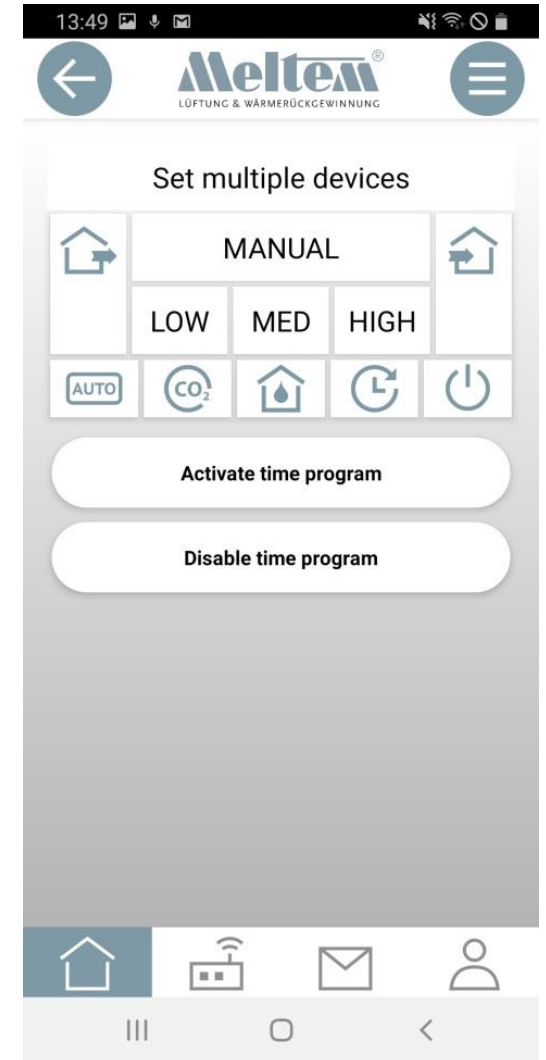 13:49
Meltem®
LÜFTUNG & WÄRMERÜCKGEWINNUNG
Set multiple devices
MANUAL
LOW MED HIGH
AUTO CO₂
Activate time program
Disable time program